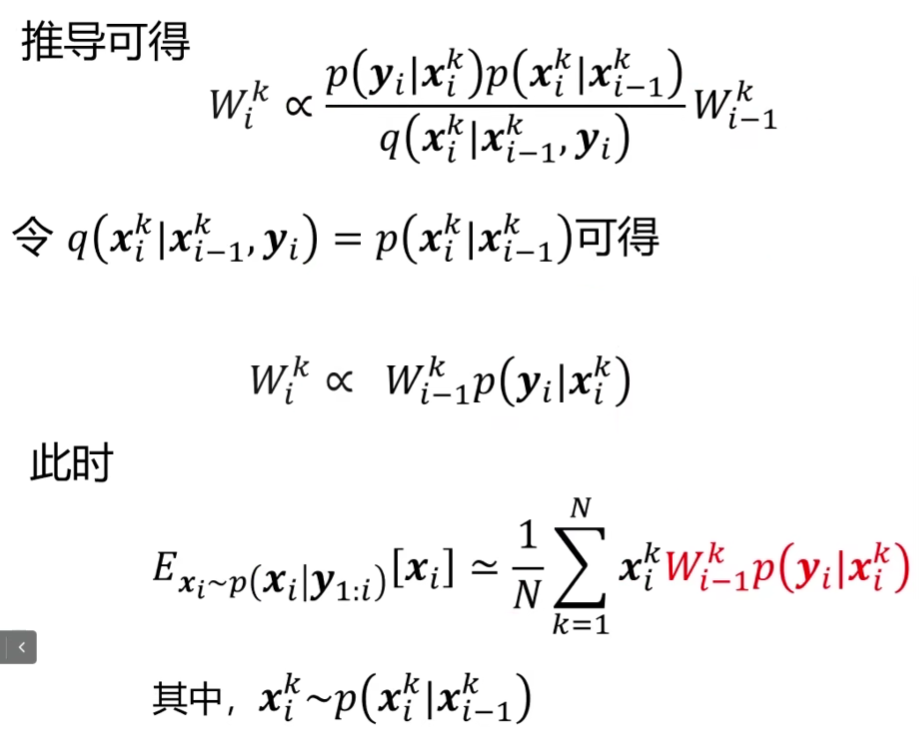 推导可得
W_i^k ∝ p(y_i|x_i^k)p(x_i^k|x_{i-1}^k) / q(x_i^k|x_{i-1}^k, y_i) W_{i-1}^k
令 q(x_i^k|x_{i-1}^k, y_i) = p(x_i^k|x_{i-1}^k)可得
W_i^k ∝ W_{i-1}^k p(y_i|x_i^k)
此时
E_{x_i~p(x_i|y_{1:i})}[x_i] ≃ 1/N ∑_{k=1}^N x_i^k W_{i-1}^k p(y_i|x_i^k)
其中，x_i^k~p(x_i^k|x_{i-1}^k)